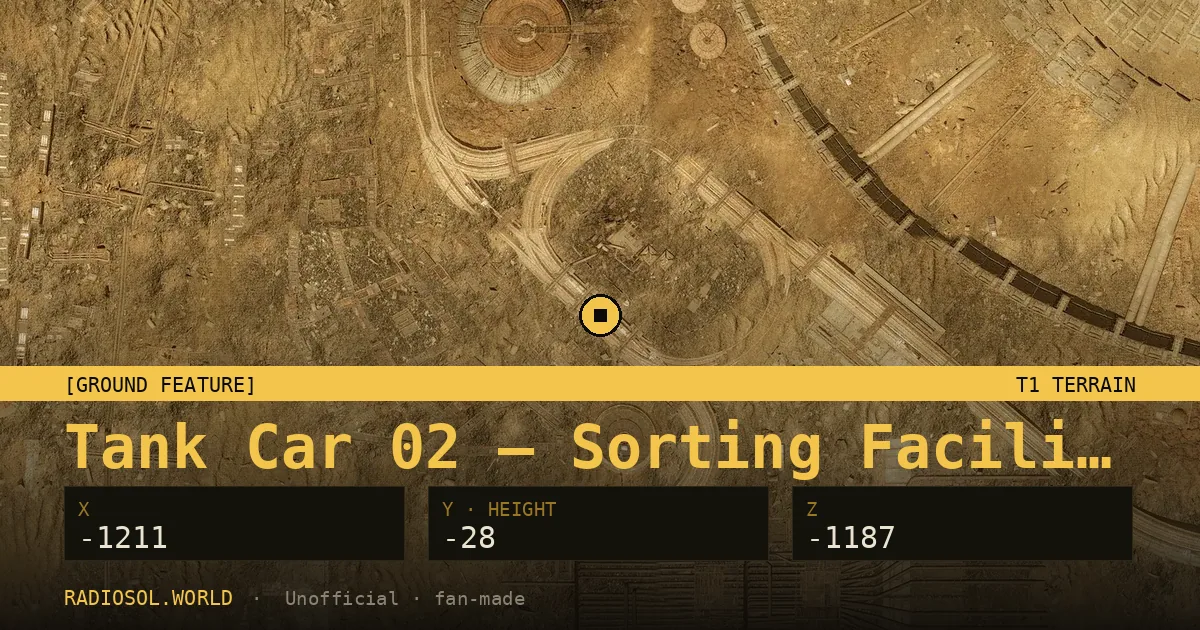 [GROUND FEATURE] T1 TERRAIN
Tank Car 02 — Sorting Facili…
X Y · HEIGHT Z
-1211 -28 -1187
RADIOSOL.WORLD · Unofficial · fan-made